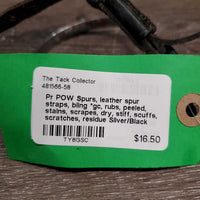 The Tack Collector
481566-58
Pr POW Spurs, leather spur
straps, bling *gc, rubs, peeled,
stains, scrapes, dry, stiff, scuffs,
scratches, residue Silver/Black
$16.50
TY8GSC